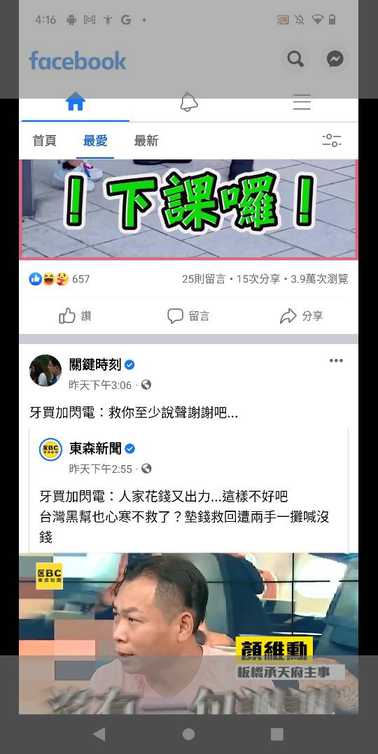 4:16
facebook
首頁
最愛
最新
！下課囉！
657
25則留言・15次分享・3.9萬次瀏覽
讚
留言
分享
關鍵時刻
昨天下午3:06
牙買加閃電：救你至少說聲謝謝吧...
東森新聞
昨天下午2:55
牙買加閃電：人家花錢又出力...這樣不好吧
台灣黑幫也心寒不救了？墊錢救回遭兩手一攤喊沒
錢
EBC
東森新聞
顏維勳
板橋承天府主事